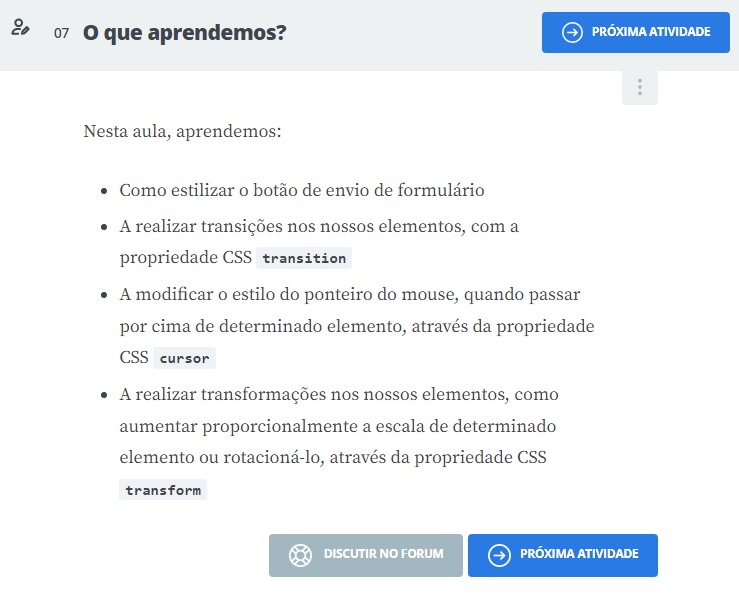 07 O que aprendemos?
PRÓXIMA ATIVIDADE
Nesta aula, aprendemos:
Como estilizar o botão de envio de formulário
A realizar transições nos nossos elementos, com a
propriedade CSS transition
A modificar o estilo do ponteiro do mouse, quando passar
por cima de determinado elemento, através da propriedade
CSS cursor
A realizar transformações nos nossos elementos, como
aumentar proporcionalmente a escala de determinado
elemento ou rotacioná-lo, através da propriedade CSS
transform
DISCUTIR NO FORUM
PRÓXIMA ATIVIDADE